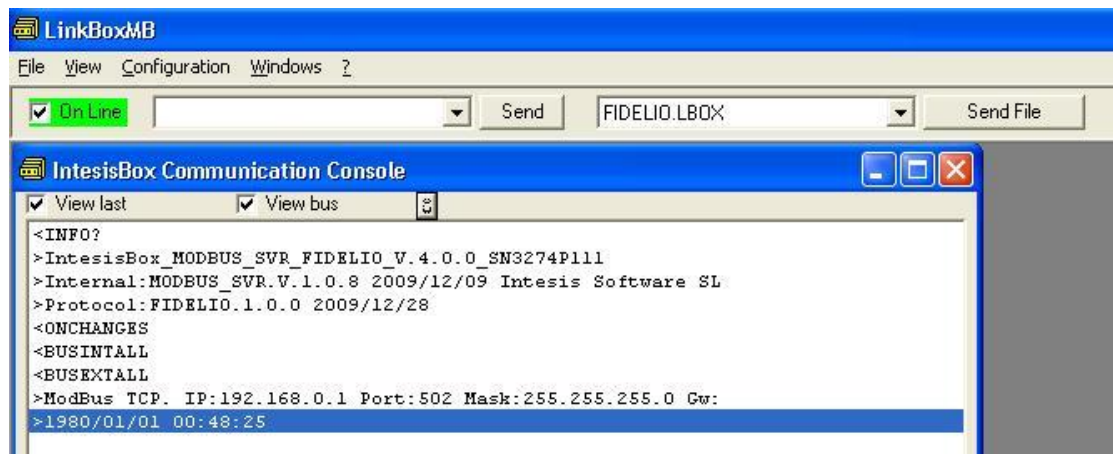 LinkBoxMB
File View Configuration Windows ?
On Line Send FIDELIO.LBOX Send File
IntesisBox Communication Console
View last View bus
<INFO?
>IntesisBox_MODBUS_SVR_FIDELIO_V.4.0.0_SN3274P111
>Internal:MODBUS_SVR.V.1.0.8 2009/12/09 Intesis Software SL
>Protocol:FIDELIO.1.0.0 2009/12/28
<ONCHANGES
<BUSINTALL
<BUSEXTALL
>ModBus TCP. IP:192.168.0.1 Port:502 Mask:255.255.255.0 Gw:
>1980/01/01 00:48:25